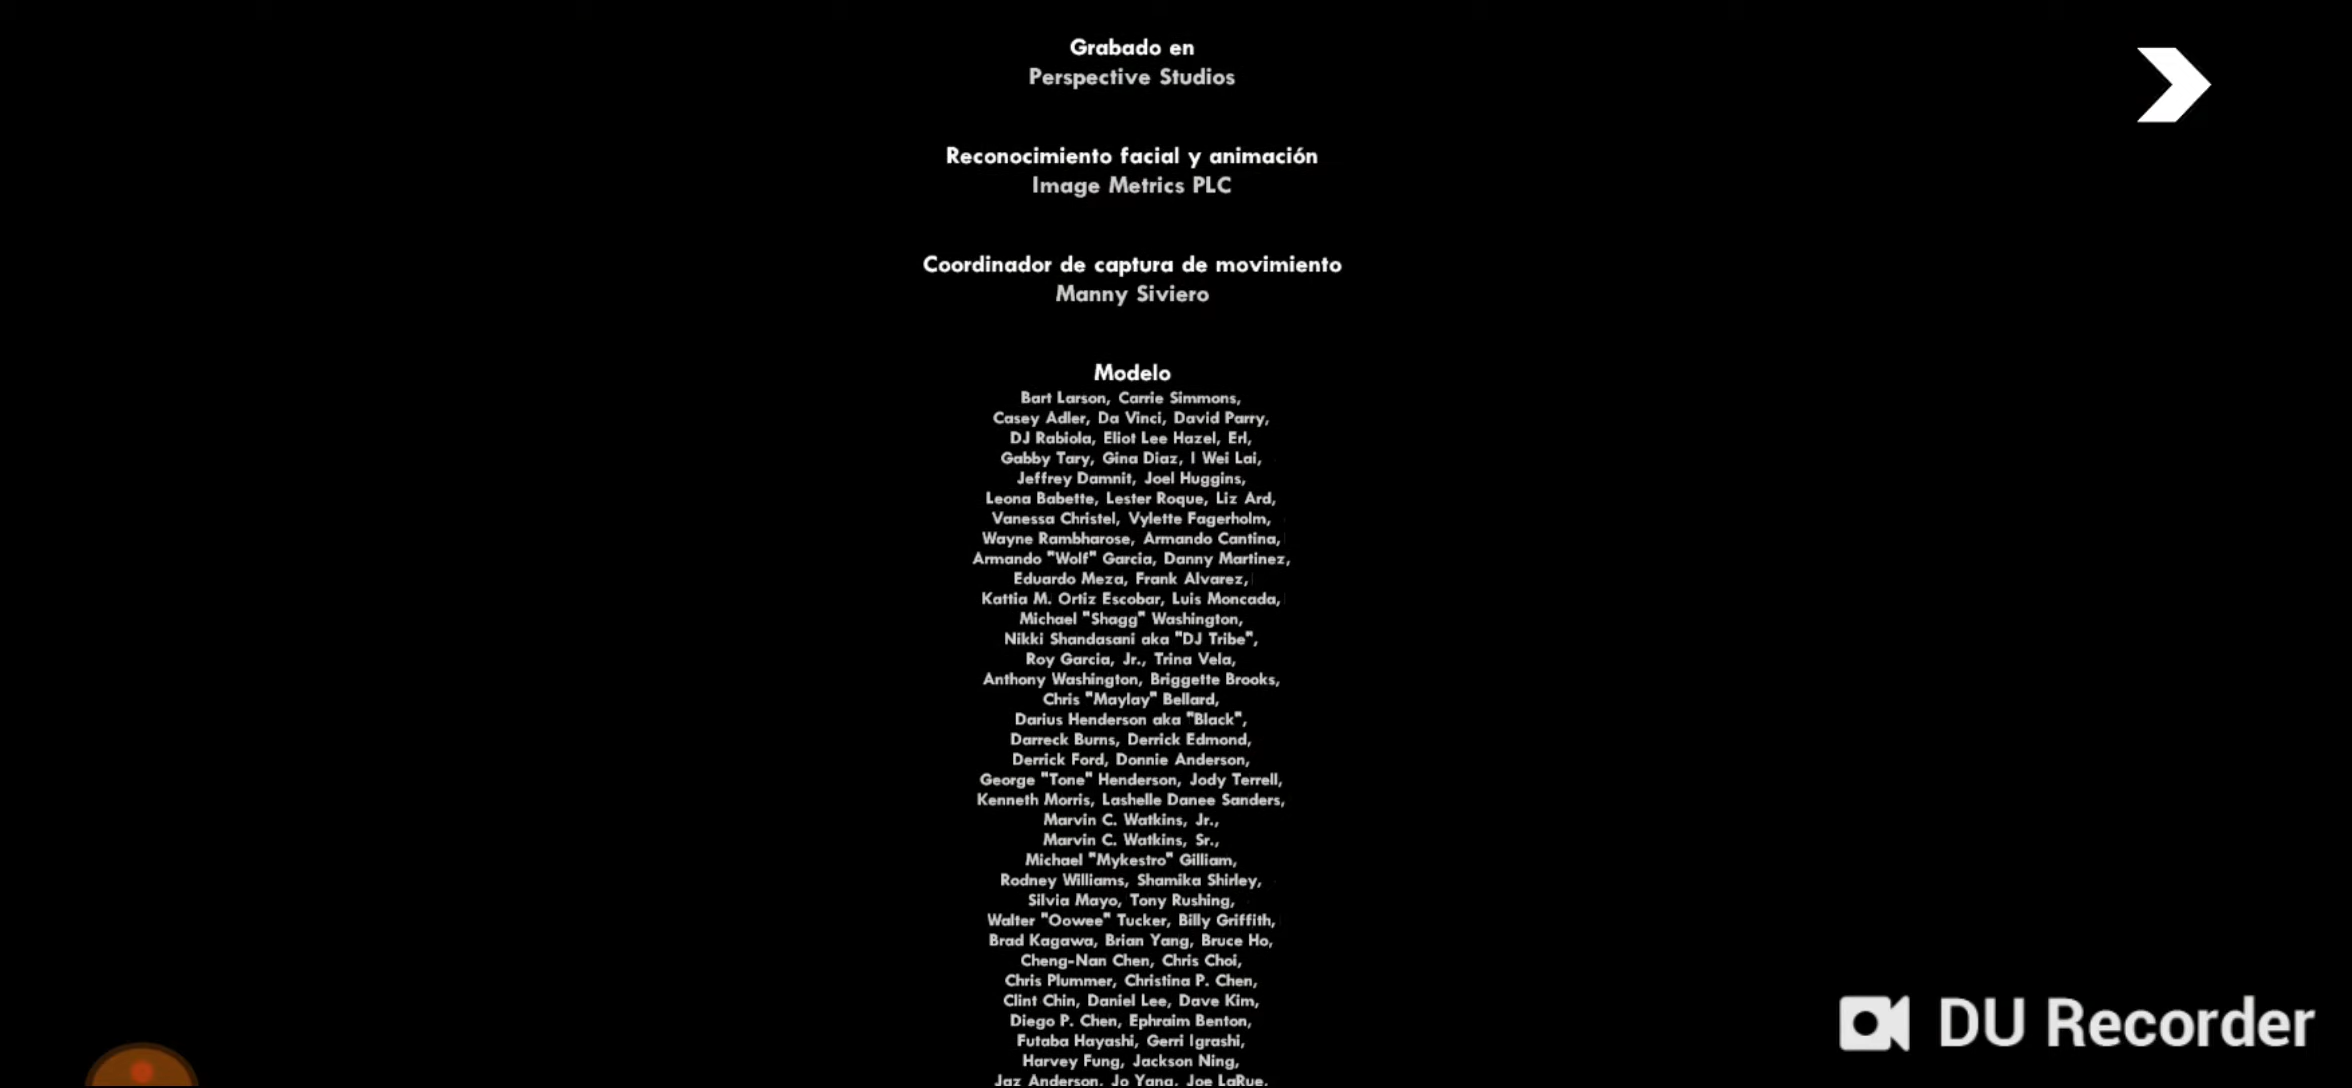 Grabado en
Perspective Studios
Reconocimiento facial y animación
Image Metrics PLC
Coordinador de captura de movimiento
Manny Siviero
Modelo
Bart Larson, Carrie Simmons,
Casey Adler, Da Vinci, David Parry,
DJ Rabiola, Eliot Lee Hazel, Erl,
Gabby Tary, Gina Diaz, I Wei Lai,
Jeffrey Damnit, Joel Huggins,
Leona Babette, Lester Roque, Liz Ard,
Vanessa Christel, Vylette Fagerholm,
Wayne Rambharose, Armando Cantina,
Armando "Wolf" Garcia, Danny Martinez,
Eduardo Meza, Frank Alvarez,
Kattia M. Ortiz Escobar, Luis Moncada,
Michael "Shagg" Washington,
Nikki Shandasani aka "DJ Tribe",
Roy Garcia, Jr., Trina Vela,
Anthony Washington, Briggette Brooks,
Chris "Maylay" Bellard,
Darius Henderson aka "Black",
Darreck Burns, Derrick Edmond,
Derrick Ford, Donnie Anderson,
George "Tone" Henderson, Jody Terrell,
Kenneth Morris, Lashelle Danee Sanders,
Marvin C. Watkins, Jr.,
Marvin C. Watkins, Sr.,
Michael "Mykestro" Gilliam,
Rodney Williams, Shamika Shirley,
Silvia Mayo, Tony Rushing,
Walter "Oowee" Tucker, Billy Griffith,
Brad Kagawa, Brian Yang, Bruce Ho,
Cheng-Nan Chen, Chris Choi,
Chris Plummer, Christina P. Chen,
Clint Chin, Daniel Lee, Dave Kim,
Diego P. Chen, Ephraim Benton,
Futaba Hayashi, Gerri Igrashi,
Harvey Fung, Jackson Ning,
Jaz Anderson, Jo Yang, Joe LaRue,
DU Recorder